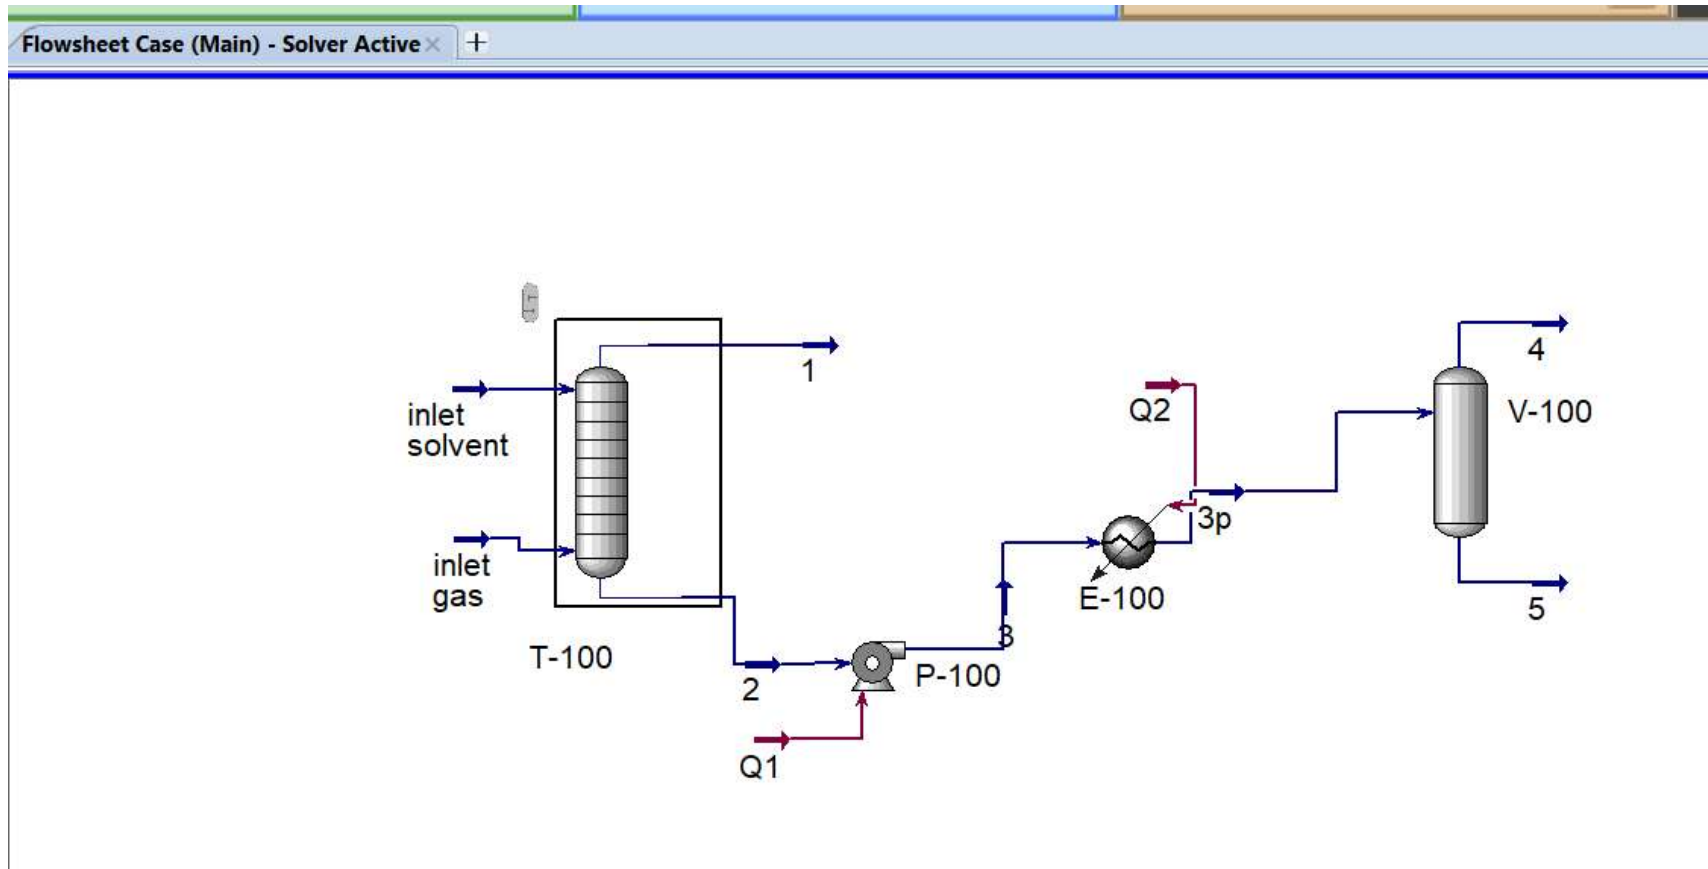 Flowsheet Case (Main) - Solver Active
1
inlet
solvent
inlet
gas
T-100
2
Q1
P-100
3
E-100
Q2
3p
4
V-100
5